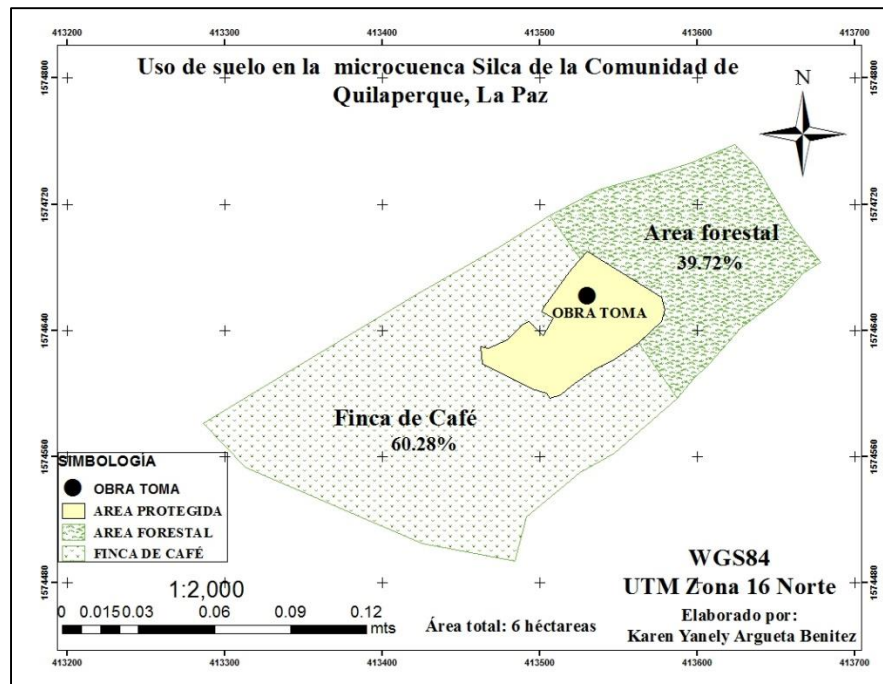 413200 413300 413400 413500 413600 413700
1574800 1574800
Uso de suelo en la microcuenca Silca de la Comunidad de
Quilaperque, La Paz
N
1574720 1574720
Area forestal
39.72%
OBRA TOMA
1574640 1574640
Finca de Café
60.28%
1574560 1574560
SIMBOLOGÍA
OBRA TOMA
AREA PROTEGIDA
AREA FORESTAL
FINCA DE CAFÉ
1574480 1574480
WGS84
UTM Zona 16 Norte
Elaborado por:
Karen Yanely Argueta Benitez
1:2,000
0 0.015 0.03 0.06 0.09 0.12
mts
Área total: 6 héctareas
413200 413300 413400 413500 413600 413700